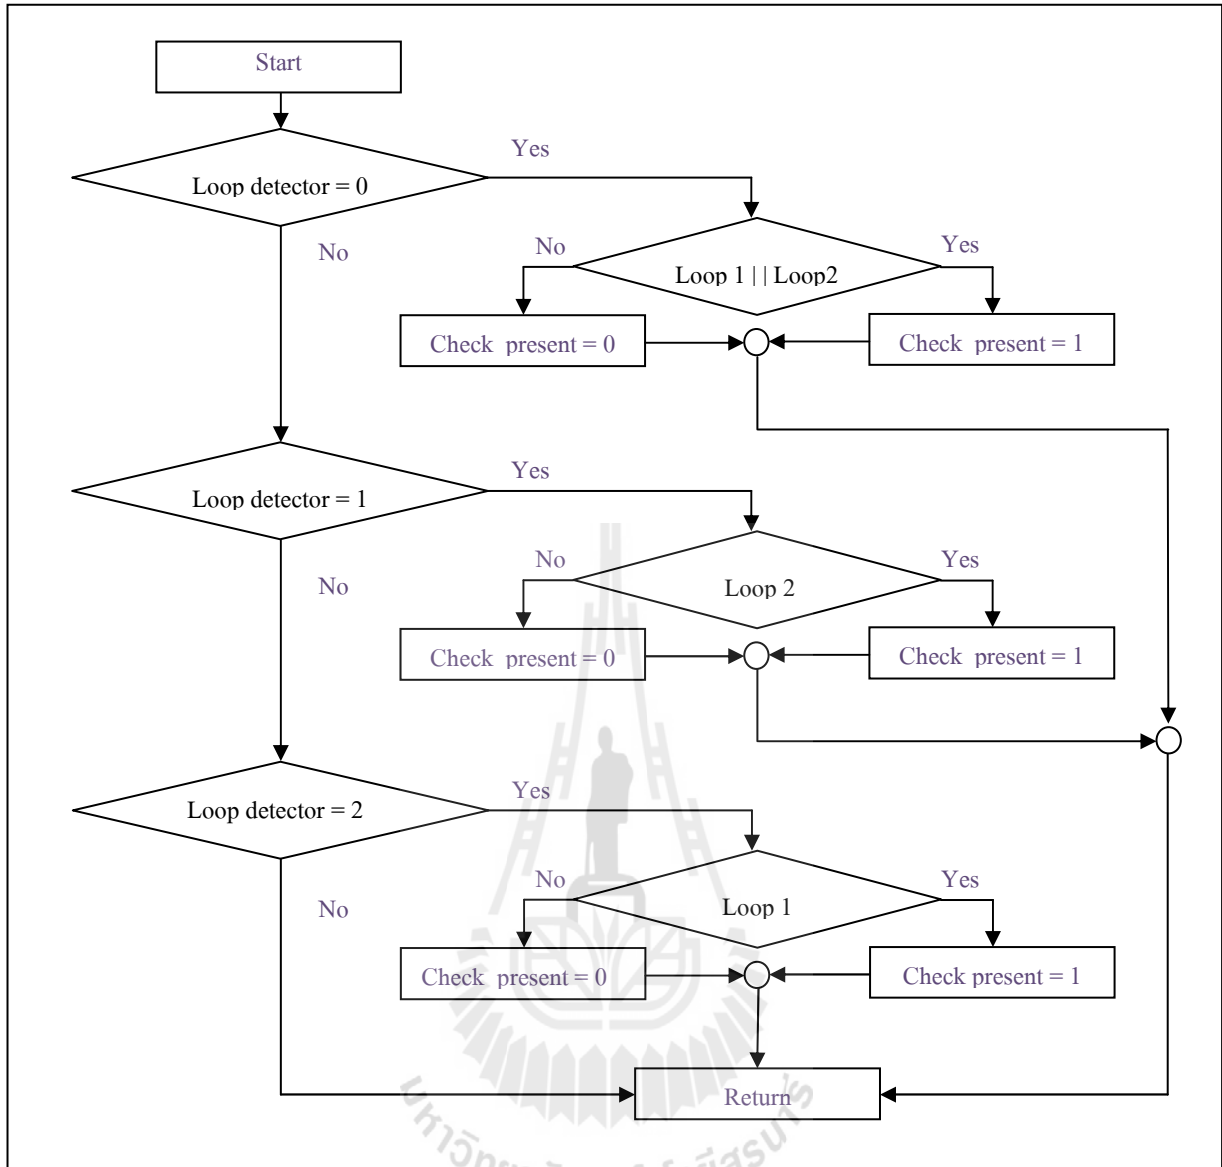 Start
Yes
Loop detector = 0
No
No
Yes
Loop 1 || Loop2
Check present = 0
Check present = 1
Yes
Loop detector = 1
No
No
Yes
Loop 2
Check present = 0
Check present = 1
Yes
Loop detector = 2
No
No
Yes
Loop 1
Check present = 0
Check present = 1
Return